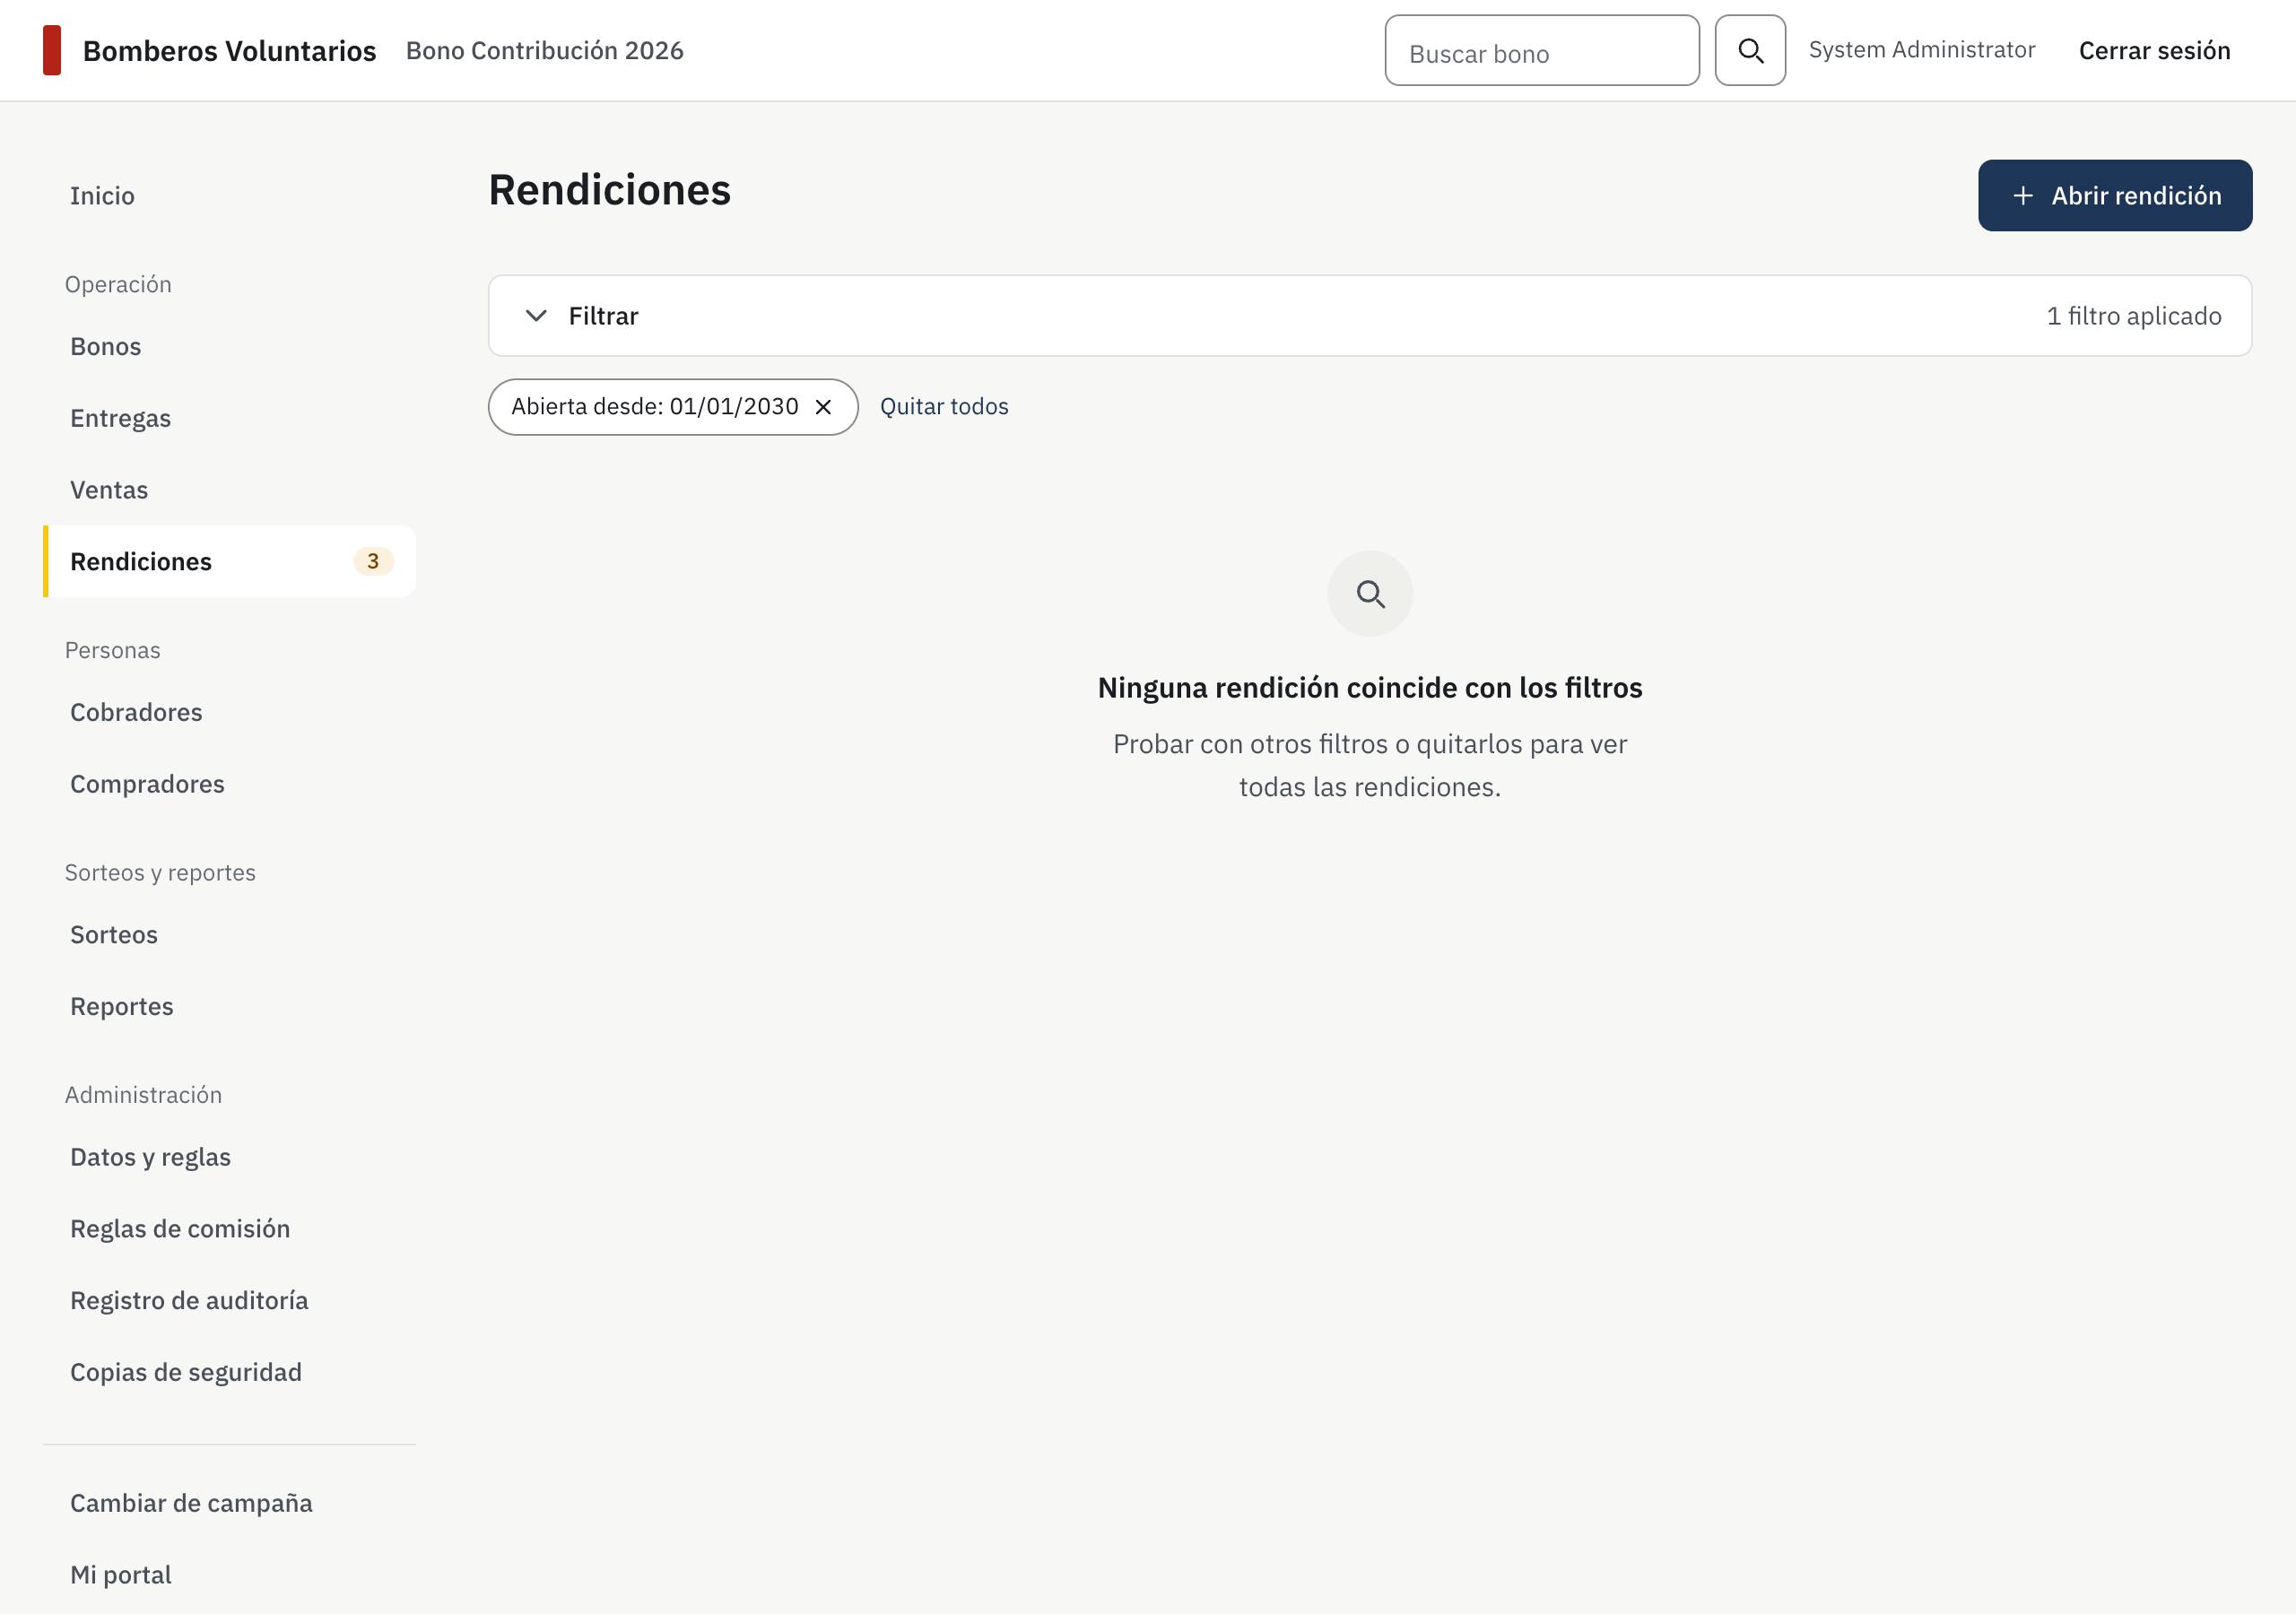 Bomberos Voluntarios
Bono Contribución 2026
Buscar bono
System Administrator
Cerrar sesión
Inicio
Operación
Bonos
Entregas
Ventas
Rendiciones 3
Personas
Cobradores
Compradores
Sorteos y reportes
Sorteos
Reportes
Administración
Datos y reglas
Reglas de comisión
Registro de auditoría
Copias de seguridad
Cambiar de campaña
Mi portal
Rendiciones
+ Abrir rendición
Filtrar
1 filtro aplicado
Abierta desde: 01/01/2030
Quitar todos
Ninguna rendición coincide con los filtros
Probar con otros filtros o quitarlos para ver
todas las rendiciones.